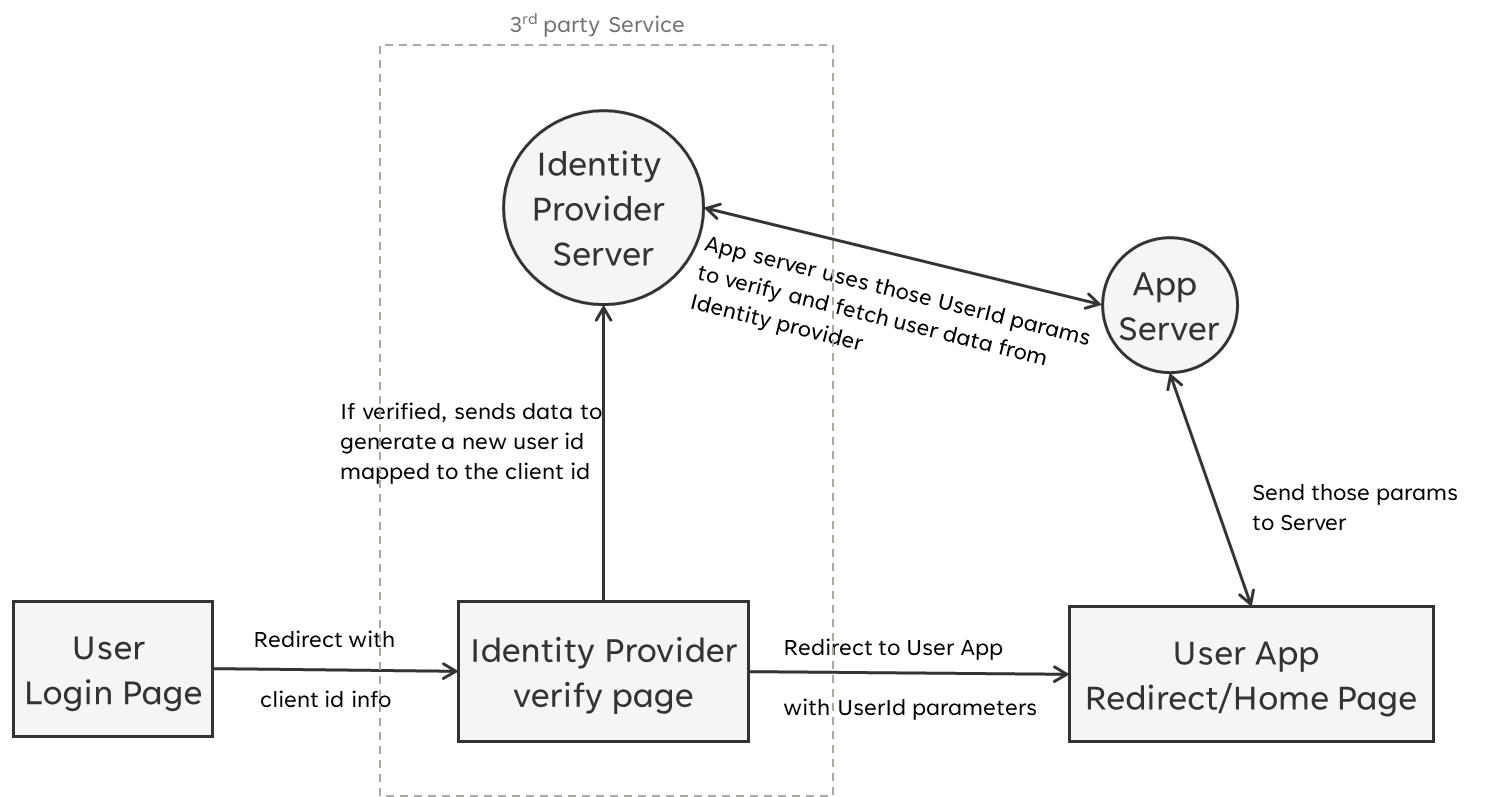 3rd party Service
Identity
Provider
Server
App server uses those UserId params
to verify and fetch user data from
Identity provider
App
Server
If verified, sends data to
generate a new user id
mapped to the client id
Send those params
to Server
User
Login Page
Redirect with
client id info
Identity Provider
verify page
Redirect to User App
with UserId parameters
User App
Redirect/Home Page